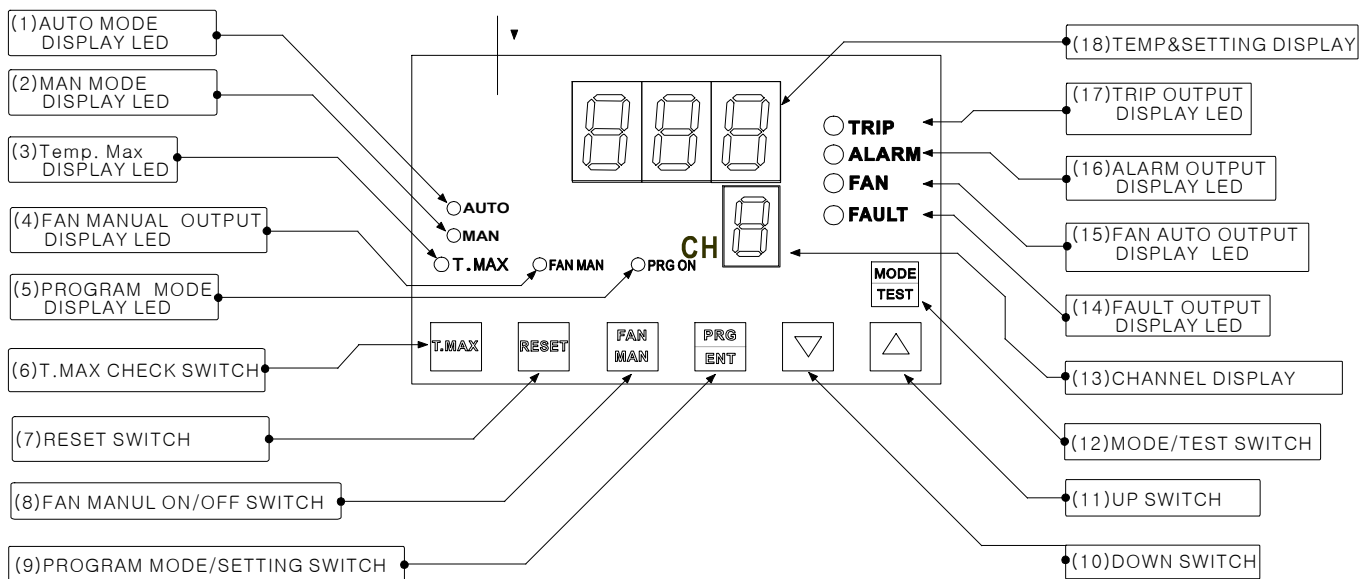 (1)AUTO MODE
DISPLAY LED
(2)MAN MODE
DISPLAY LED
(3)Temp. Max
DISPLAY LED
(4)FAN MANUAL OUTPUT
DISPLAY LED
(5)PROGRAM MODE
DISPLAY LED
(6)T.MAX CHECK SWITCH
(7)RESET SWITCH
(8)FAN MANUL ON/OFF SWITCH
(9)PROGRAM MODE/SETTING SWITCH
8 8 8
TRIP
ALARM
FAN
FAULT
AUTO
MAN
T.MAX
FAN MAN
PRG ON
CH
8
MODE
TEST
T.MAX
RESET
FAN
MAN
PRG
ENT
(18)TEMP&SETTING DISPLAY
(17)TRIP OUTPUT
DISPLAY LED
(16)ALARM OUTPUT
DISPLAY LED
(15)FAN AUTO OUTPUT
DISPLAY LED
(14)FAULT OUTPUT
DISPLAY LED
(13)CHANNEL DISPLAY
(12)MODE/TEST SWITCH
(11)UP SWITCH
(10)DOWN SWITCH